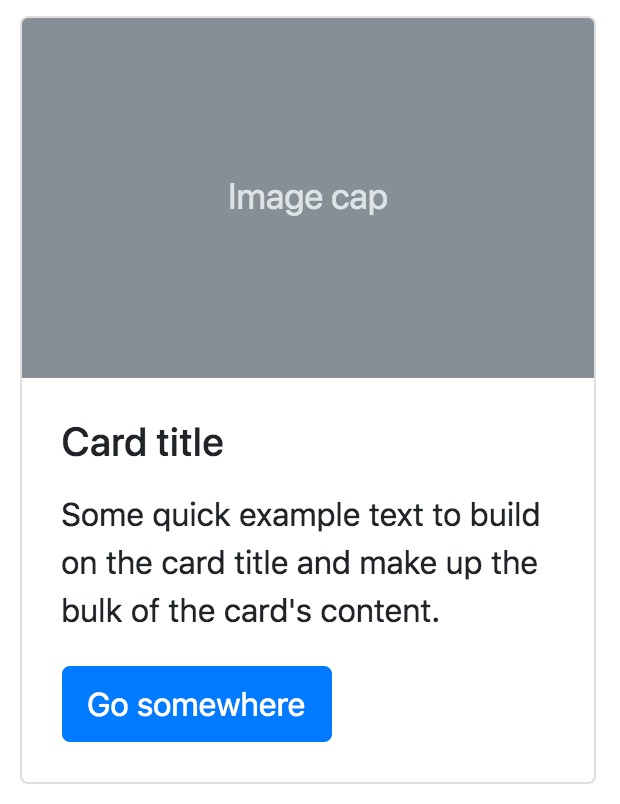 Image cap
Card title
Some quick example text to build
on the card title and make up the
bulk of the card's content.
Go somewhere